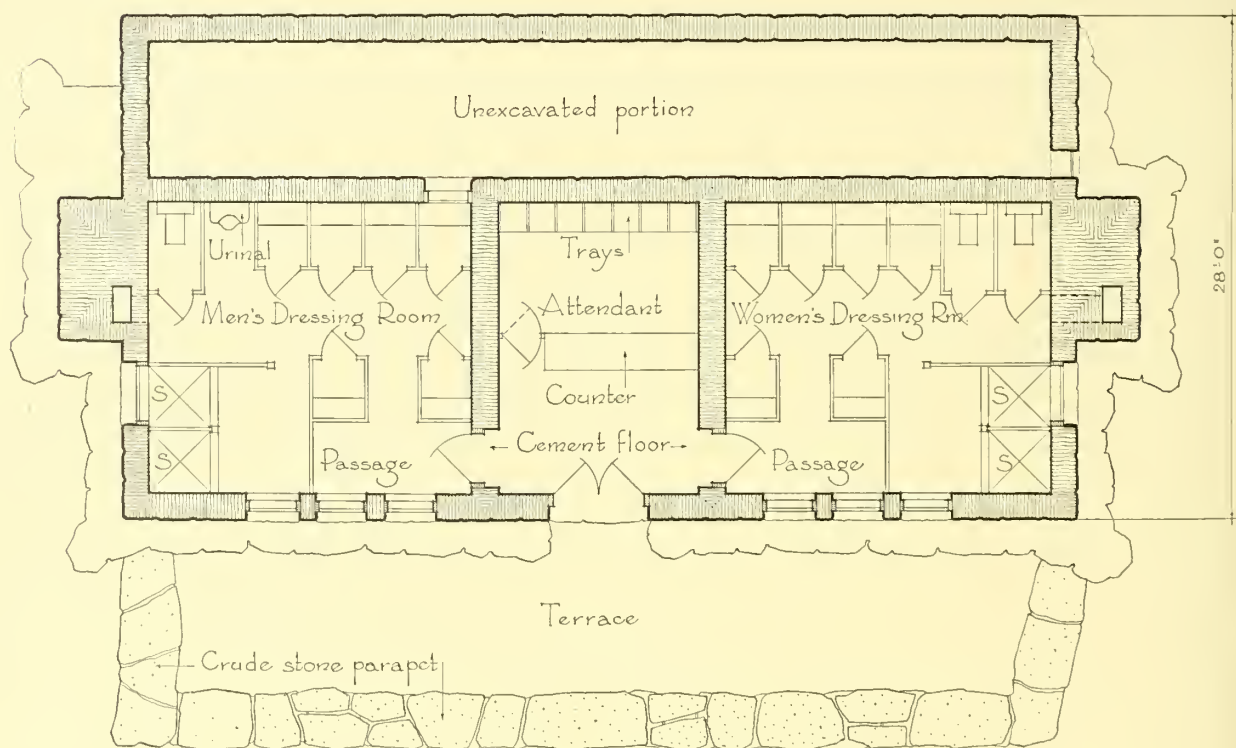 Unexcavated portion
28'-0"
Urinal
Trays
Men's Dressing Room
Attendant
Women's Dressing Rm.
Counter
S
S
S
S
Cement floor
Passage
Passage
Terrace
Crude stone parapet